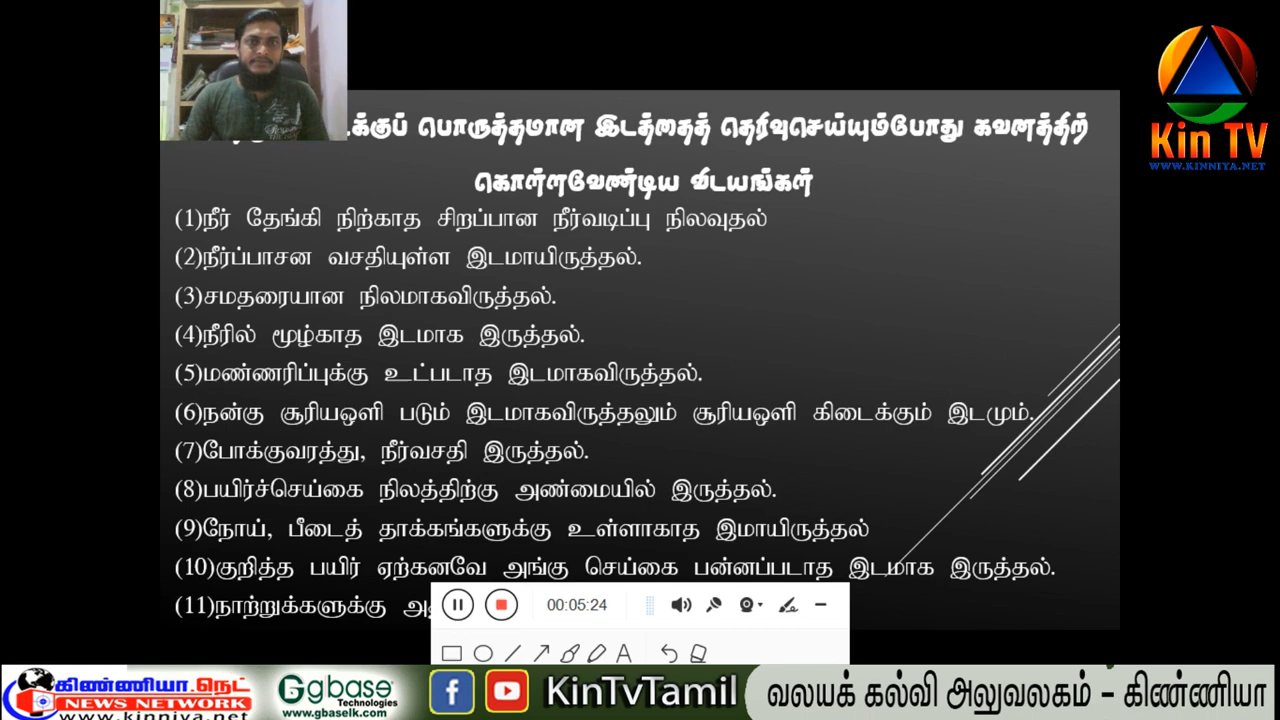 பொருத்தமான இடத்தைத் தெரிவுசெய்யும்போது கவனத்திற்
கொள்ளவேண்டிய விடயங்கள்
(1)நீர் தேங்கி நிற்காத சிறப்பான நீர்வடிப்பு நிலவுதல்
(2)நீர்ப்பாசன வசதியுள்ள இடமாயிருத்தல்.
(3)சமதரையான நிலமாகவிருத்தல்.
(4)நீரில் மூழ்காத இடமாக இருத்தல்.
(5)மண்ணரிப்புக்கு உட்படாத இடமாகவிருத்தல்.
(6)நன்கு சூரியஒளி படும் இடமாகவிருத்தலும் சூரியஒளி கிடைக்கும் இடமும்.
(7)போக்குவரத்து, நீர்வசதி இருத்தல்.
(8)பயிர்ச்செய்கை நிலத்திற்கு அண்மையில் இருத்தல்.
(9)நோய், பீடைத் தாக்கங்களுக்கு உள்ளாகாத இமாயிருத்தல்
(10)குறித்த பயிர் ஏற்கனவே அங்கு செய்கை பன்னப்படாத இடமாக இருத்தல்.
(11)நாற்றுக்களுக்கு
00:05:24
Kin TV
WWW.KINNIYA.NET
கிண்ணியா.நெட்
NEWS NETWORK
www.kinniya.net
Ggbase
Technologies
www.gbaselk.com
KinTvTamil
வலயக் கல்வி அலுவலகம் - கிண்ணியா